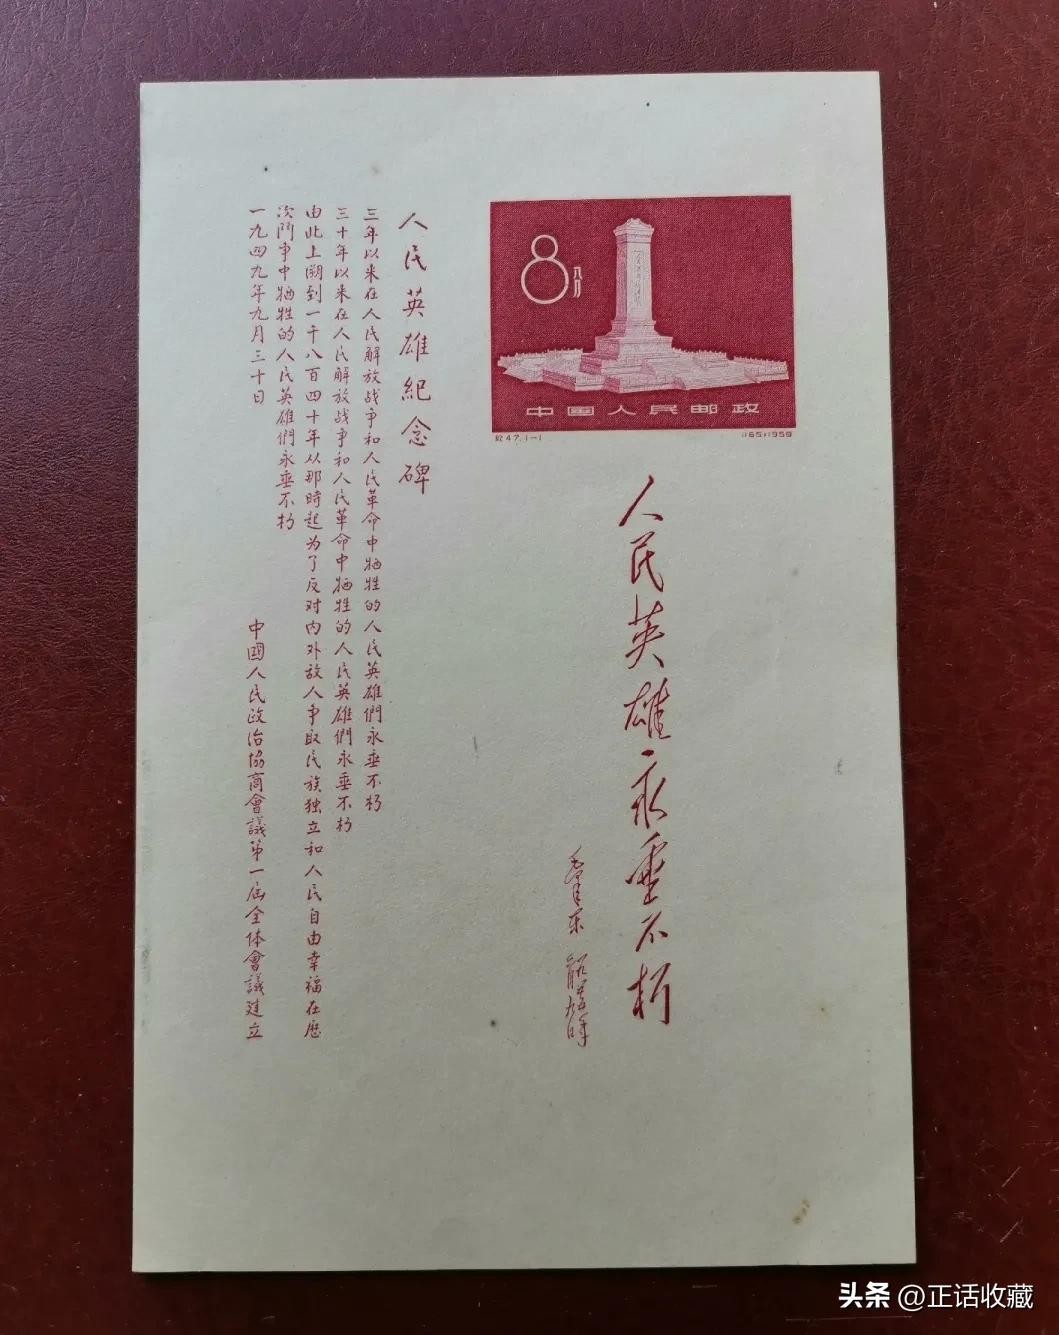 8 八分
中国人民邮政
紀47.1-1 (165)1958
人民英雄永垂不朽
毛泽东
人民英雄紀念碑
三年以来在人民解放战争和人民革命中牺牲的人民英雄們永垂不朽
三十年以来在人民解放战争和人民革命中牺牲的人民英雄們永垂不朽
由此上溯到一千八百四十年从那時起为了反对内外敌人争取民族独立和人民自由幸福在歷
次鬥争中牺牲的人民英雄們永垂不朽
一九四九年九月三十日
中國人民政治協商會議第一屆全体會議建立
头条 @正话收藏